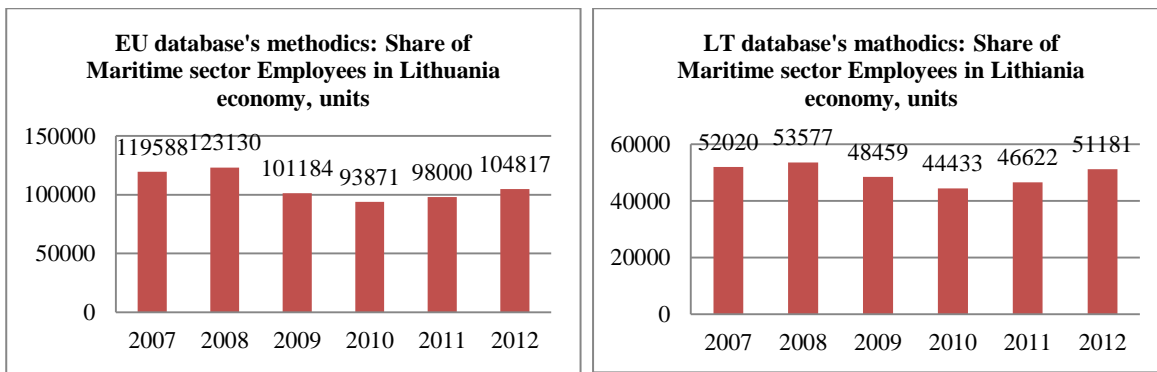 EU database's methodics: Share of
Maritime sector Employees in Lithuania
economy, units
150000
100000
50000
0
119588
123130
101184
93871
98000
104817
2007 2008 2009 2010 2011 2012
LT database's mathodics: Share of
Maritime sector Employees in Lithiania
economy, units
60000
40000
20000
0
52020
53577
48459
44433
46622
51181
2007 2008 2009 2010 2011 2012